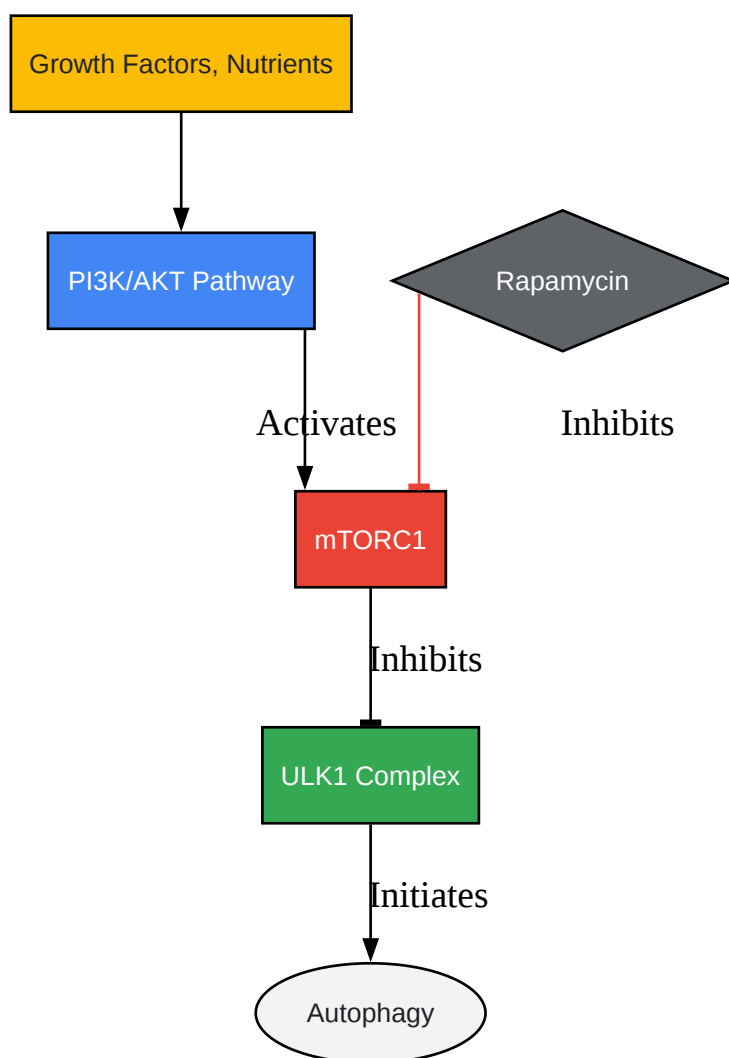 Growth Factors, Nutrients
PI3K/AKT Pathway
Rapamycin
Activates
Inhibits
mTORC1
Inhibits
ULK1 Complex
Initiates
Autophagy